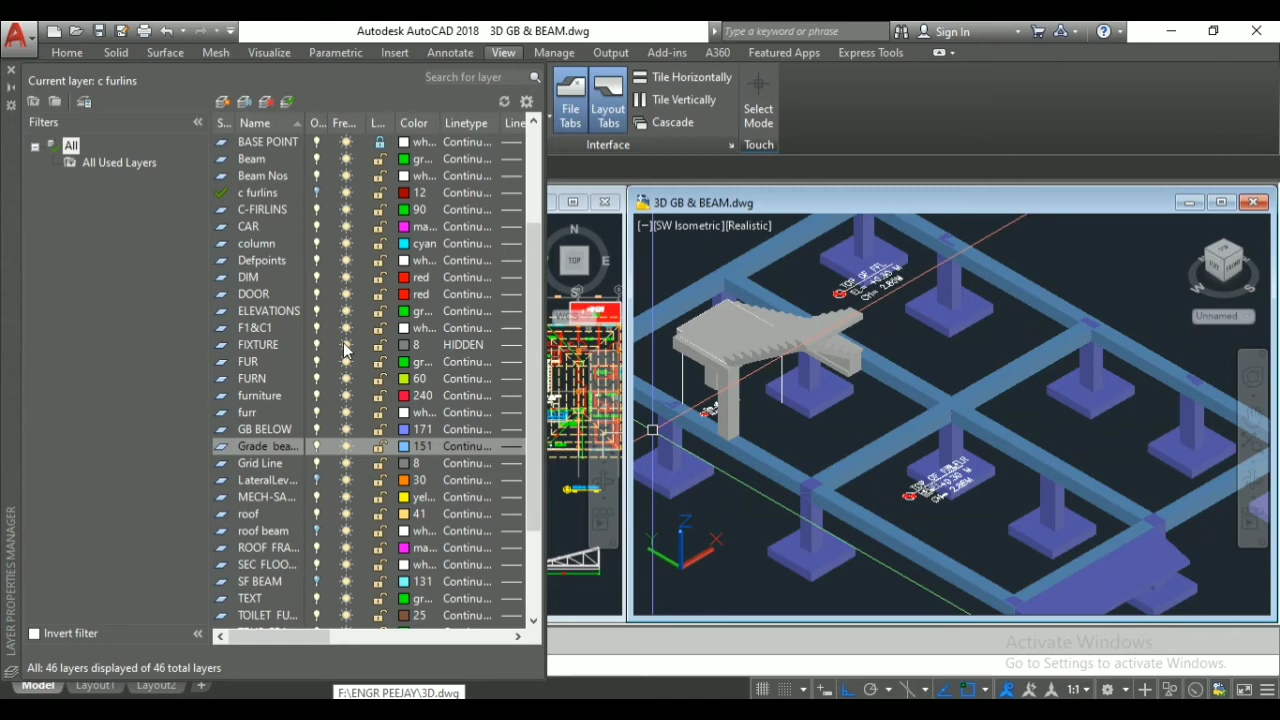 Autodesk AutoCAD 2018   3D GB & BEAM.dwg
Type a keyword or phrase
Sign In
Home Solid Surface Mesh Visualize Parametric Insert Annotate View Manage Output Add-ins A360 Featured Apps Express Tools
Current layer: c furlins
Search for layer
Filters
All
All Used Layers
Invert filter
All: 46 layers displayed of 46 total layers
LAYER PROPERTIES MANAGER
S... Name O... Fre... L... Color Linetype Line
BASE POINT wh... Continu...
Beam gr... Continu...
Beam Nos wh... Continu...
c furlins 12 Continu...
C-FIRLINS 90 Continu...
CAR ma... Continu...
column cyan Continu...
Defpoints wh... Continu...
DIM red Continu...
DOOR red Continu...
ELEVATIONS gr... Continu...
F1&C1 wh... Continu...
FIXTURE 8 HIDDEN
FUR gr... Continu...
FURN 60 Continu...
furniture 240 Continu...
furr wh... Continu...
GB BELOW 171 Continu...
Grade bea... 151 Continu...
Grid Line 8 Continu...
LateralLev... 30 Continu...
MECH-SA... yel... Continu...
roof 41 Continu...
roof beam wh... Continu...
ROOF FRA... ma... Continu...
SEC FLOO... wh... Continu...
SF BEAM 131 Continu...
TEXT gr... Continu...
TOILET FU... 25 Continu...
File Tabs
Layout Tabs
Tile Horizontally
Tile Vertically
Cascade
Select Mode
Interface
Touch
N
TOP
E
S
3D GB & BEAM.dwg
[−][SW Isometric][Realistic]
W
S
Unnamed
Z
Y
X
Activate Windows
Go to Settings to activate Windows.
Model Layout1 Layout2 +
F:\ENGR PEEJAY\3D.dwg
1:1